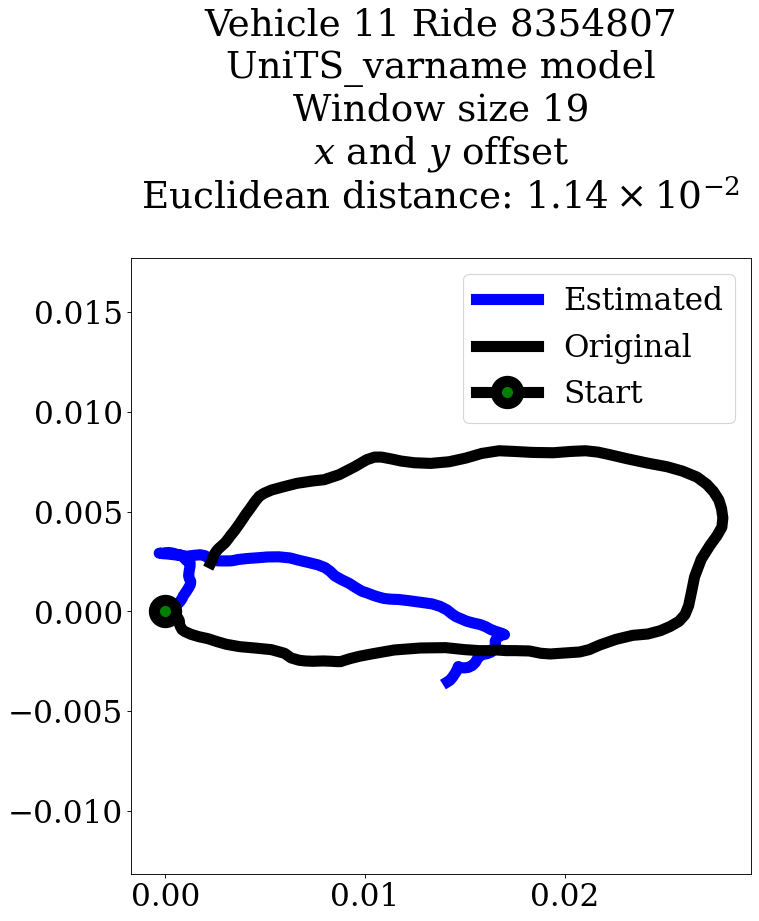 Vehicle 11 Ride 8354807
UniTS_varname model
Window size 19
x and y offset
Euclidean distance: 1.14 × 10⁻²
Estimated
Original
Start
0.015
0.010
0.005
0.000
−0.005
−0.010
0.00 0.01 0.02